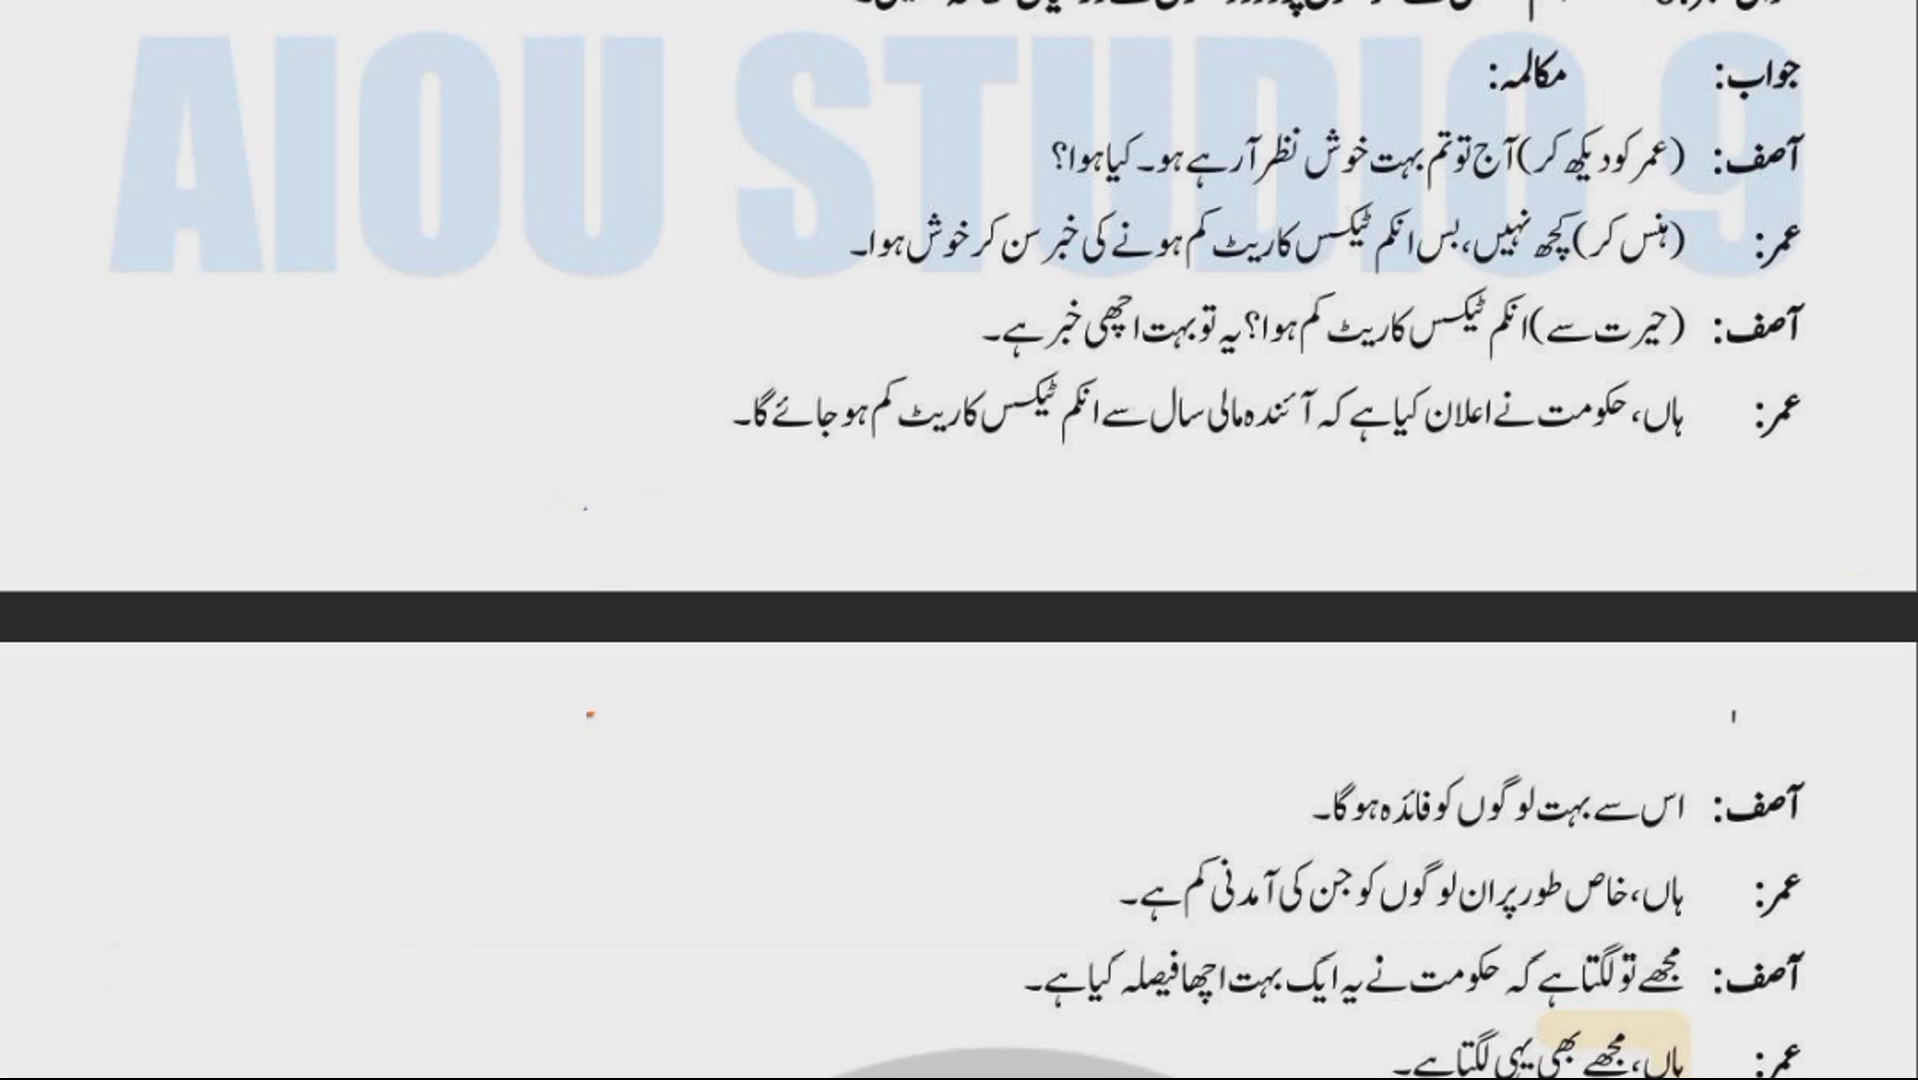 AIOU STUDIO 9
جواب: مکالمہ:
آصف: (عمر کو دیکھ کر) آج تو تم بہت خوش نظر آ رہے ہو۔ کیا ہوا؟
عمر: (ہنس کر) کچھ نہیں، بس انکم ٹیکس کا ریٹ کم ہونے کی خبر سن کر خوش ہوا۔
آصف: (حیرت سے) انکم ٹیکس کا ریٹ کم ہوا؟ یہ تو بہت اچھی خبر ہے۔
عمر: ہاں، حکومت نے اعلان کیا ہے کہ آئندہ مالی سال سے انکم ٹیکس کا ریٹ کم ہو جائے گا۔
آصف: اس سے بہت لوگوں کو فائدہ ہوگا۔
عمر: ہاں، خاص طور پر ان لوگوں کو جن کی آمدنی کم ہے۔
آصف: مجھے تو لگتا ہے کہ حکومت نے یہ ایک بہت اچھا فیصلہ کیا ہے۔
عمر: ہاں، مجھے بھی یہی لگتا ہے۔